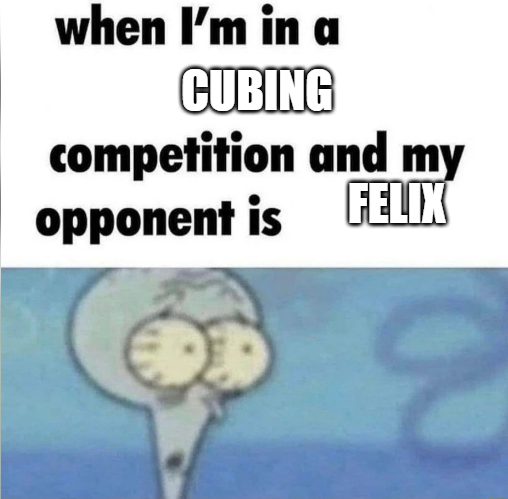 when I'm in a
CUBING
competition and my
opponent is FELIX